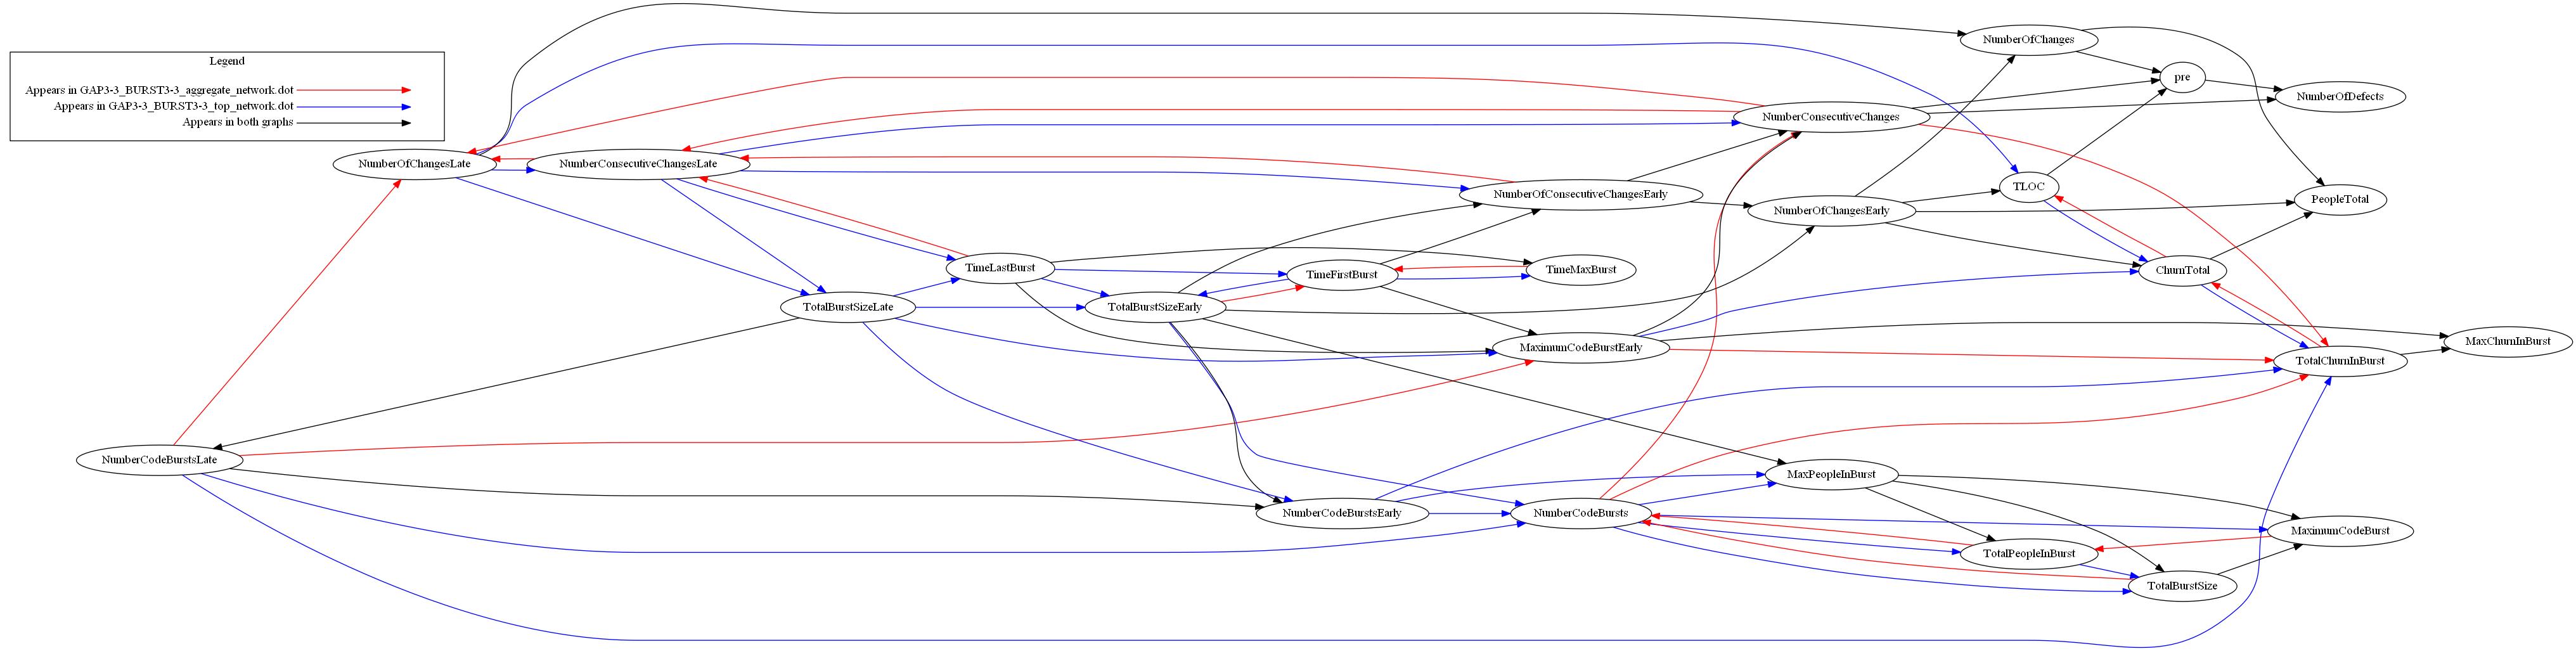 Legend
Appears in GAP3-3_BURST3-3_aggregate_network.dot
Appears in GAP3-3_BURST3-3_top_network.dot
Appears in both graphs
NumberOfChanges
pre
NumberOfDefects
NumberConsecutiveChanges
NumberOfChangesLate
NumberConsecutiveChangesLate
NumberOfConsecutiveChangesEarly
TLOC
PeopleTotal
NumberOfChangesEarly
TimeLastBurst
TimeFirstBurst
TimeMaxBurst
ChurnTotal
TotalBurstSizeLate
TotalBurstSizeEarly
MaximumCodeBurstEarly
MaxChurnInBurst
TotalChurnInBurst
NumberCodeBurstsLate
MaxPeopleInBurst
NumberCodeBurstsEarly
NumberCodeBursts
MaximumCodeBurst
TotalPeopleInBurst
TotalBurstSize